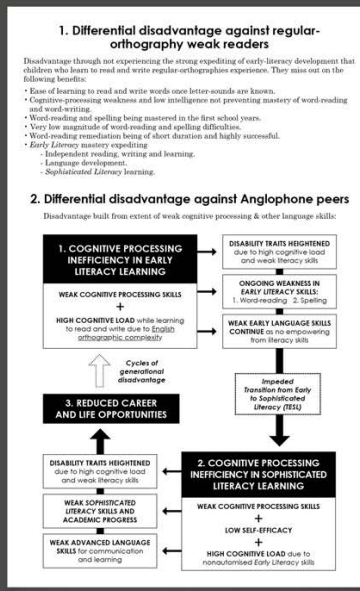 1. Differential disadvantage against regular-
orthography weak readers
Disadvantage through not experiencing the strong expediting of early-literacy development that
children who learn to read and write regular-orthographies experience. They miss out on the
following benefits:
• Ease of learning to read and write words once letter-sounds are known.
• Cognitive-processing weakness and low intelligence not preventing mastery of word-reading
and word-writing.
• Word-reading and spelling being mastered in the first school years.
• Very low magnitude of word-reading and spelling difficulties.
• Word-reading remediation being of short duration and highly successful.
• Early Literacy mastery expediting
- Independent reading, writing and learning.
- Language development.
- Sophisticated Literacy learning.
2. Differential disadvantage against Anglophone peers
Disadvantage built from extent of weak cognitive processing & other language skills:
1. COGNITIVE PROCESSING
INEFFICIENCY IN EARLY
LITERACY LEARNING
WEAK COGNITIVE PROCESSING SKILLS
+
HIGH COGNITIVE LOAD while learning
to read and write due to English
orthographic complexity
DISABILITY TRAITS HEIGHTENED
due to high cognitive load
and weak literacy skills
ONGOING WEAKNESS IN
EARLY LITERACY SKILLS:
1. Word-reading 2. Spelling
WEAK EARLY LANGUAGE SKILLS
CONTINUE as no empowering
from literacy skills
Cycles of
generational
disadvantage
Impeded
Transition from Early
to Sophisticated
Literacy (TESL)
3. REDUCED CAREER
AND LIFE OPPORTUNITIES
2. COGNITIVE PROCESSING
INEFFICIENCY IN SOPHISTICATED
LITERACY LEARNING
WEAK COGNITIVE PROCESSING SKILLS
+
LOW SELF-EFFICACY
+
HIGH COGNITIVE LOAD due to
nonautomised Early Literacy skills
DISABILITY TRAITS HEIGHTENED
due to high cognitive load
and weak literacy skills
WEAK SOPHISTICATED
LITERACY SKILLS AND
ACADEMIC PROGRESS
WEAK ADVANCED LANGUAGE
SKILLS for communication
and learning